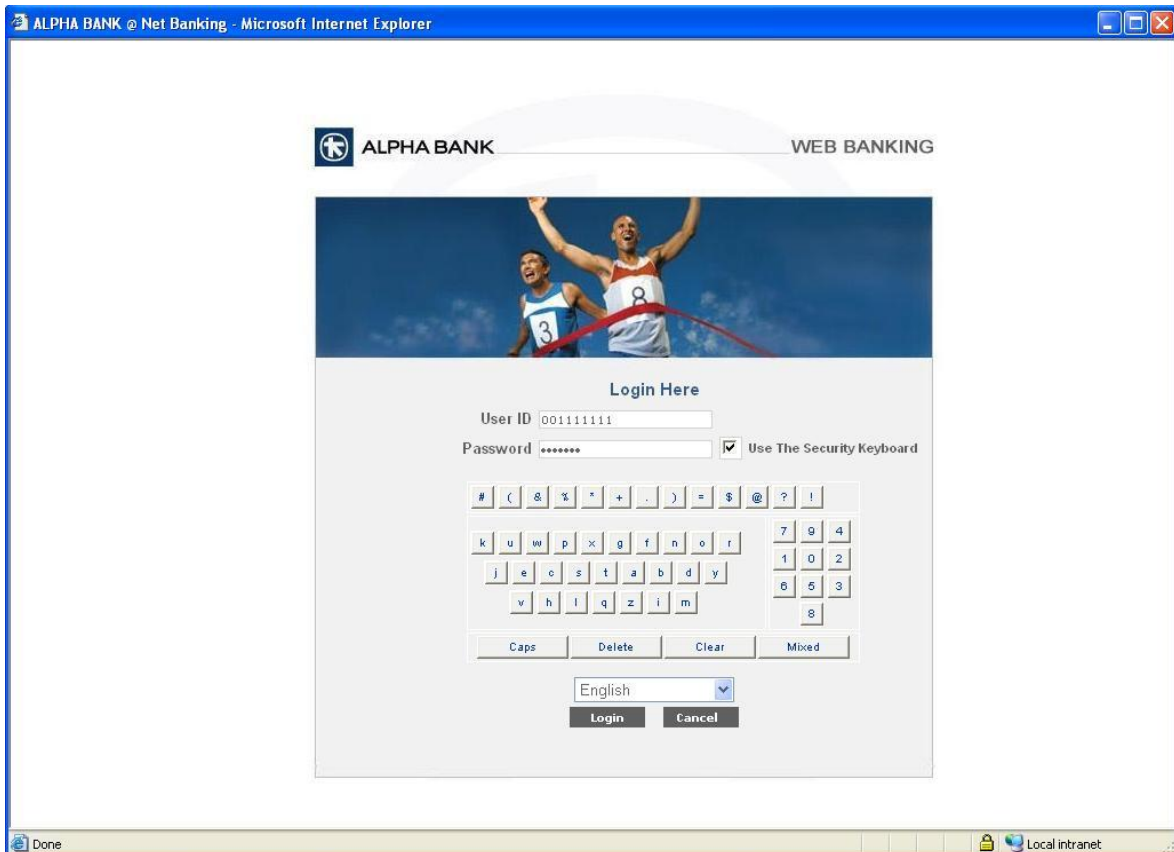 ALPHA BANK @ Net Banking - Microsoft Internet Explorer
ALPHA BANK WEB BANKING
3 8
Login Here
User ID 001111111
Password ••••••• Use The Security Keyboard
# ( & % * + . ) = $ @ ? !
7 9 4
k u w p x g f n o r
1 0 2
j e c s t a b d y
6 5 3
v h l q z i m
8
Caps Delete Clear Mixed
English
Login Cancel
Done Local intranet